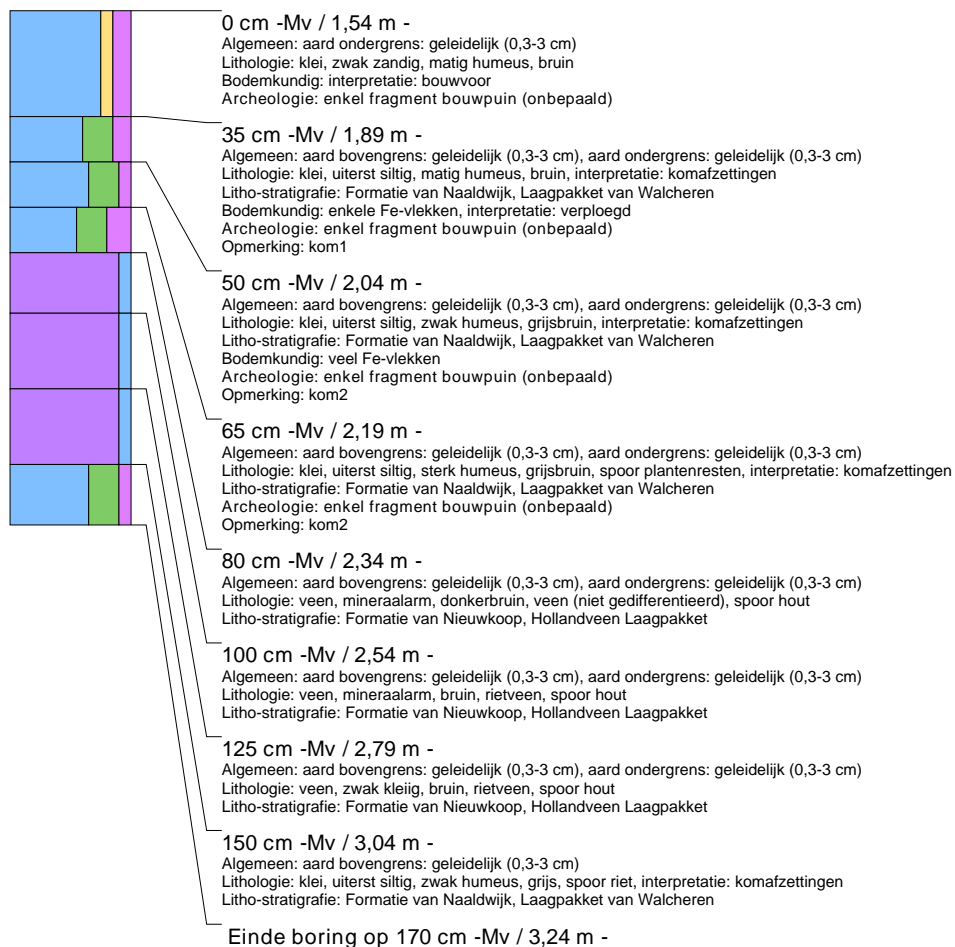 0 cm -Mv / 1,54 m -
Algemeen: aard ondergrens: geleidelijk (0,3-3 cm)
Lithologie: klei, zwak zandig, matig humeus, bruin
Bodemkundig: interpretatie: bouwvoor
Archeologie: enkel fragment bouwpuin (onbepaald)
35 cm -Mv / 1,89 m -
Algemeen: aard bovengrens: geleidelijk (0,3-3 cm), aard ondergrens: geleidelijk (0,3-3 cm)
Lithologie: klei, uiterst siltig, matig humeus, bruin, interpretatie: komafzettingen
Litho-stratigrafie: Formatie van Naaldwijk, Laagpakket van Walcheren
Bodemkundig: enkele Fe-vlekken, interpretatie: verploegd
Archeologie: enkel fragment bouwpuin (onbepaald)
Opmerking: kom1
50 cm -Mv / 2,04 m -
Algemeen: aard bovengrens: geleidelijk (0,3-3 cm), aard ondergrens: geleidelijk (0,3-3 cm)
Lithologie: klei, uiterst siltig, zwak humeus, grijsbruin, interpretatie: komafzettingen
Litho-stratigrafie: Formatie van Naaldwijk, Laagpakket van Walcheren
Bodemkundig: veel Fe-vlekken
Archeologie: enkel fragment bouwpuin (onbepaald)
Opmerking: kom2
65 cm -Mv / 2,19 m -
Algemeen: aard bovengrens: geleidelijk (0,3-3 cm), aard ondergrens: geleidelijk (0,3-3 cm)
Lithologie: klei, uiterst siltig, sterk humeus, grijsbruin, spoor plantenresten, interpretatie: komafzettingen
Litho-stratigrafie: Formatie van Naaldwijk, Laagpakket van Walcheren
Archeologie: enkel fragment bouwpuin (onbepaald)
Opmerking: kom2
80 cm -Mv / 2,34 m -
Algemeen: aard bovengrens: geleidelijk (0,3-3 cm), aard ondergrens: geleidelijk (0,3-3 cm)
Lithologie: veen, mineraalarm, donkerbruin, veen (niet gedifferentieerd), spoor hout
Litho-stratigrafie: Formatie van Nieuwkoop, Hollandveen Laagpakket
100 cm -Mv / 2,54 m -
Algemeen: aard bovengrens: geleidelijk (0,3-3 cm), aard ondergrens: geleidelijk (0,3-3 cm)
Lithologie: veen, mineraalarm, bruin, rietveen, spoor hout
Litho-stratigrafie: Formatie van Nieuwkoop, Hollandveen Laagpakket
125 cm -Mv / 2,79 m -
Algemeen: aard bovengrens: geleidelijk (0,3-3 cm), aard ondergrens: geleidelijk (0,3-3 cm)
Lithologie: veen, zwak kleiig, bruin, rietveen, spoor hout
Litho-stratigrafie: Formatie van Nieuwkoop, Hollandveen Laagpakket
150 cm -Mv / 3,04 m -
Algemeen: aard bovengrens: geleidelijk (0,3-3 cm)
Lithologie: klei, uiterst siltig, zwak humeus, grijs, spoor riet, interpretatie: komafzettingen
Litho-stratigrafie: Formatie van Naaldwijk, Laagpakket van Walcheren
Einde boring op 170 cm -Mv / 3,24 m -